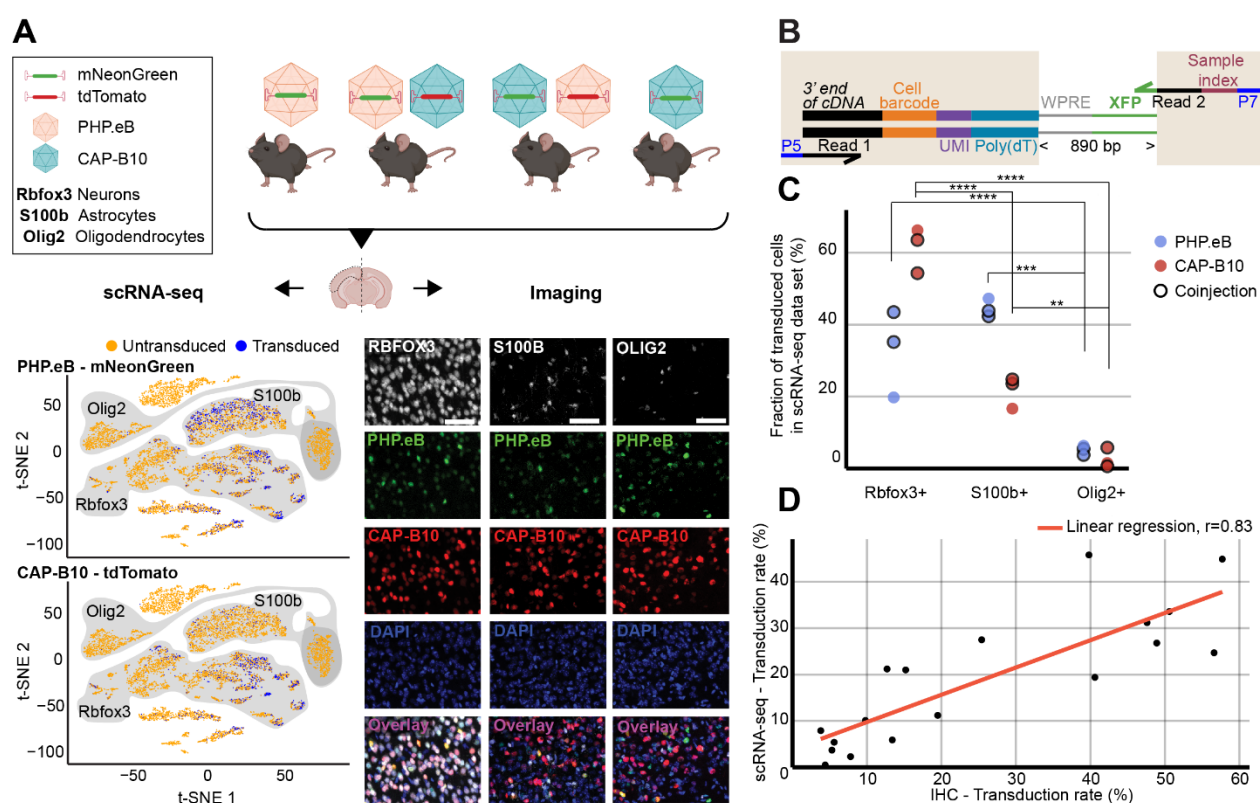 A
mNeonGreen
tdTomato
PHP.eB
CAP-B10
Rbfox3 Neurons
S100b Astrocytes
Olig2 Oligodendrocytes
scRNA-seq
Imaging
Untransduced
Transduced
PHP.eB - mNeonGreen
Olig2
S100b
Rbfox3
t-SNE 2
50
0
−50
−100
CAP-B10 - tdTomato
Olig2
S100b
Rbfox3
t-SNE 2
50
0
−50
−100
−50 0 50
t-SNE 1
RBFOX3 S100B OLIG2
PHP.eB PHP.eB PHP.eB
CAP-B10 CAP-B10 CAP-B10
DAPI DAPI DAPI
Overlay Overlay Overlay
B
3' end
of cDNA
Cell
barcode
UMI
Poly(dT)
WPRE
XFP
Sample
index
Read 2
P7
P5
Read 1
< 890 bp >
C
Fraction of transduced cells
in scRNA-seq data set (%)
60
40
20
0
****
****
****
***
**
PHP.eB
CAP-B10
Coinjection
Rbfox3+ S100b+ Olig2+
D
Linear regression, r=0.83
scRNA-seq - Transduction rate (%)
40
30
20
10
0
10 20 30 40 50 60
IHC - Transduction rate (%)